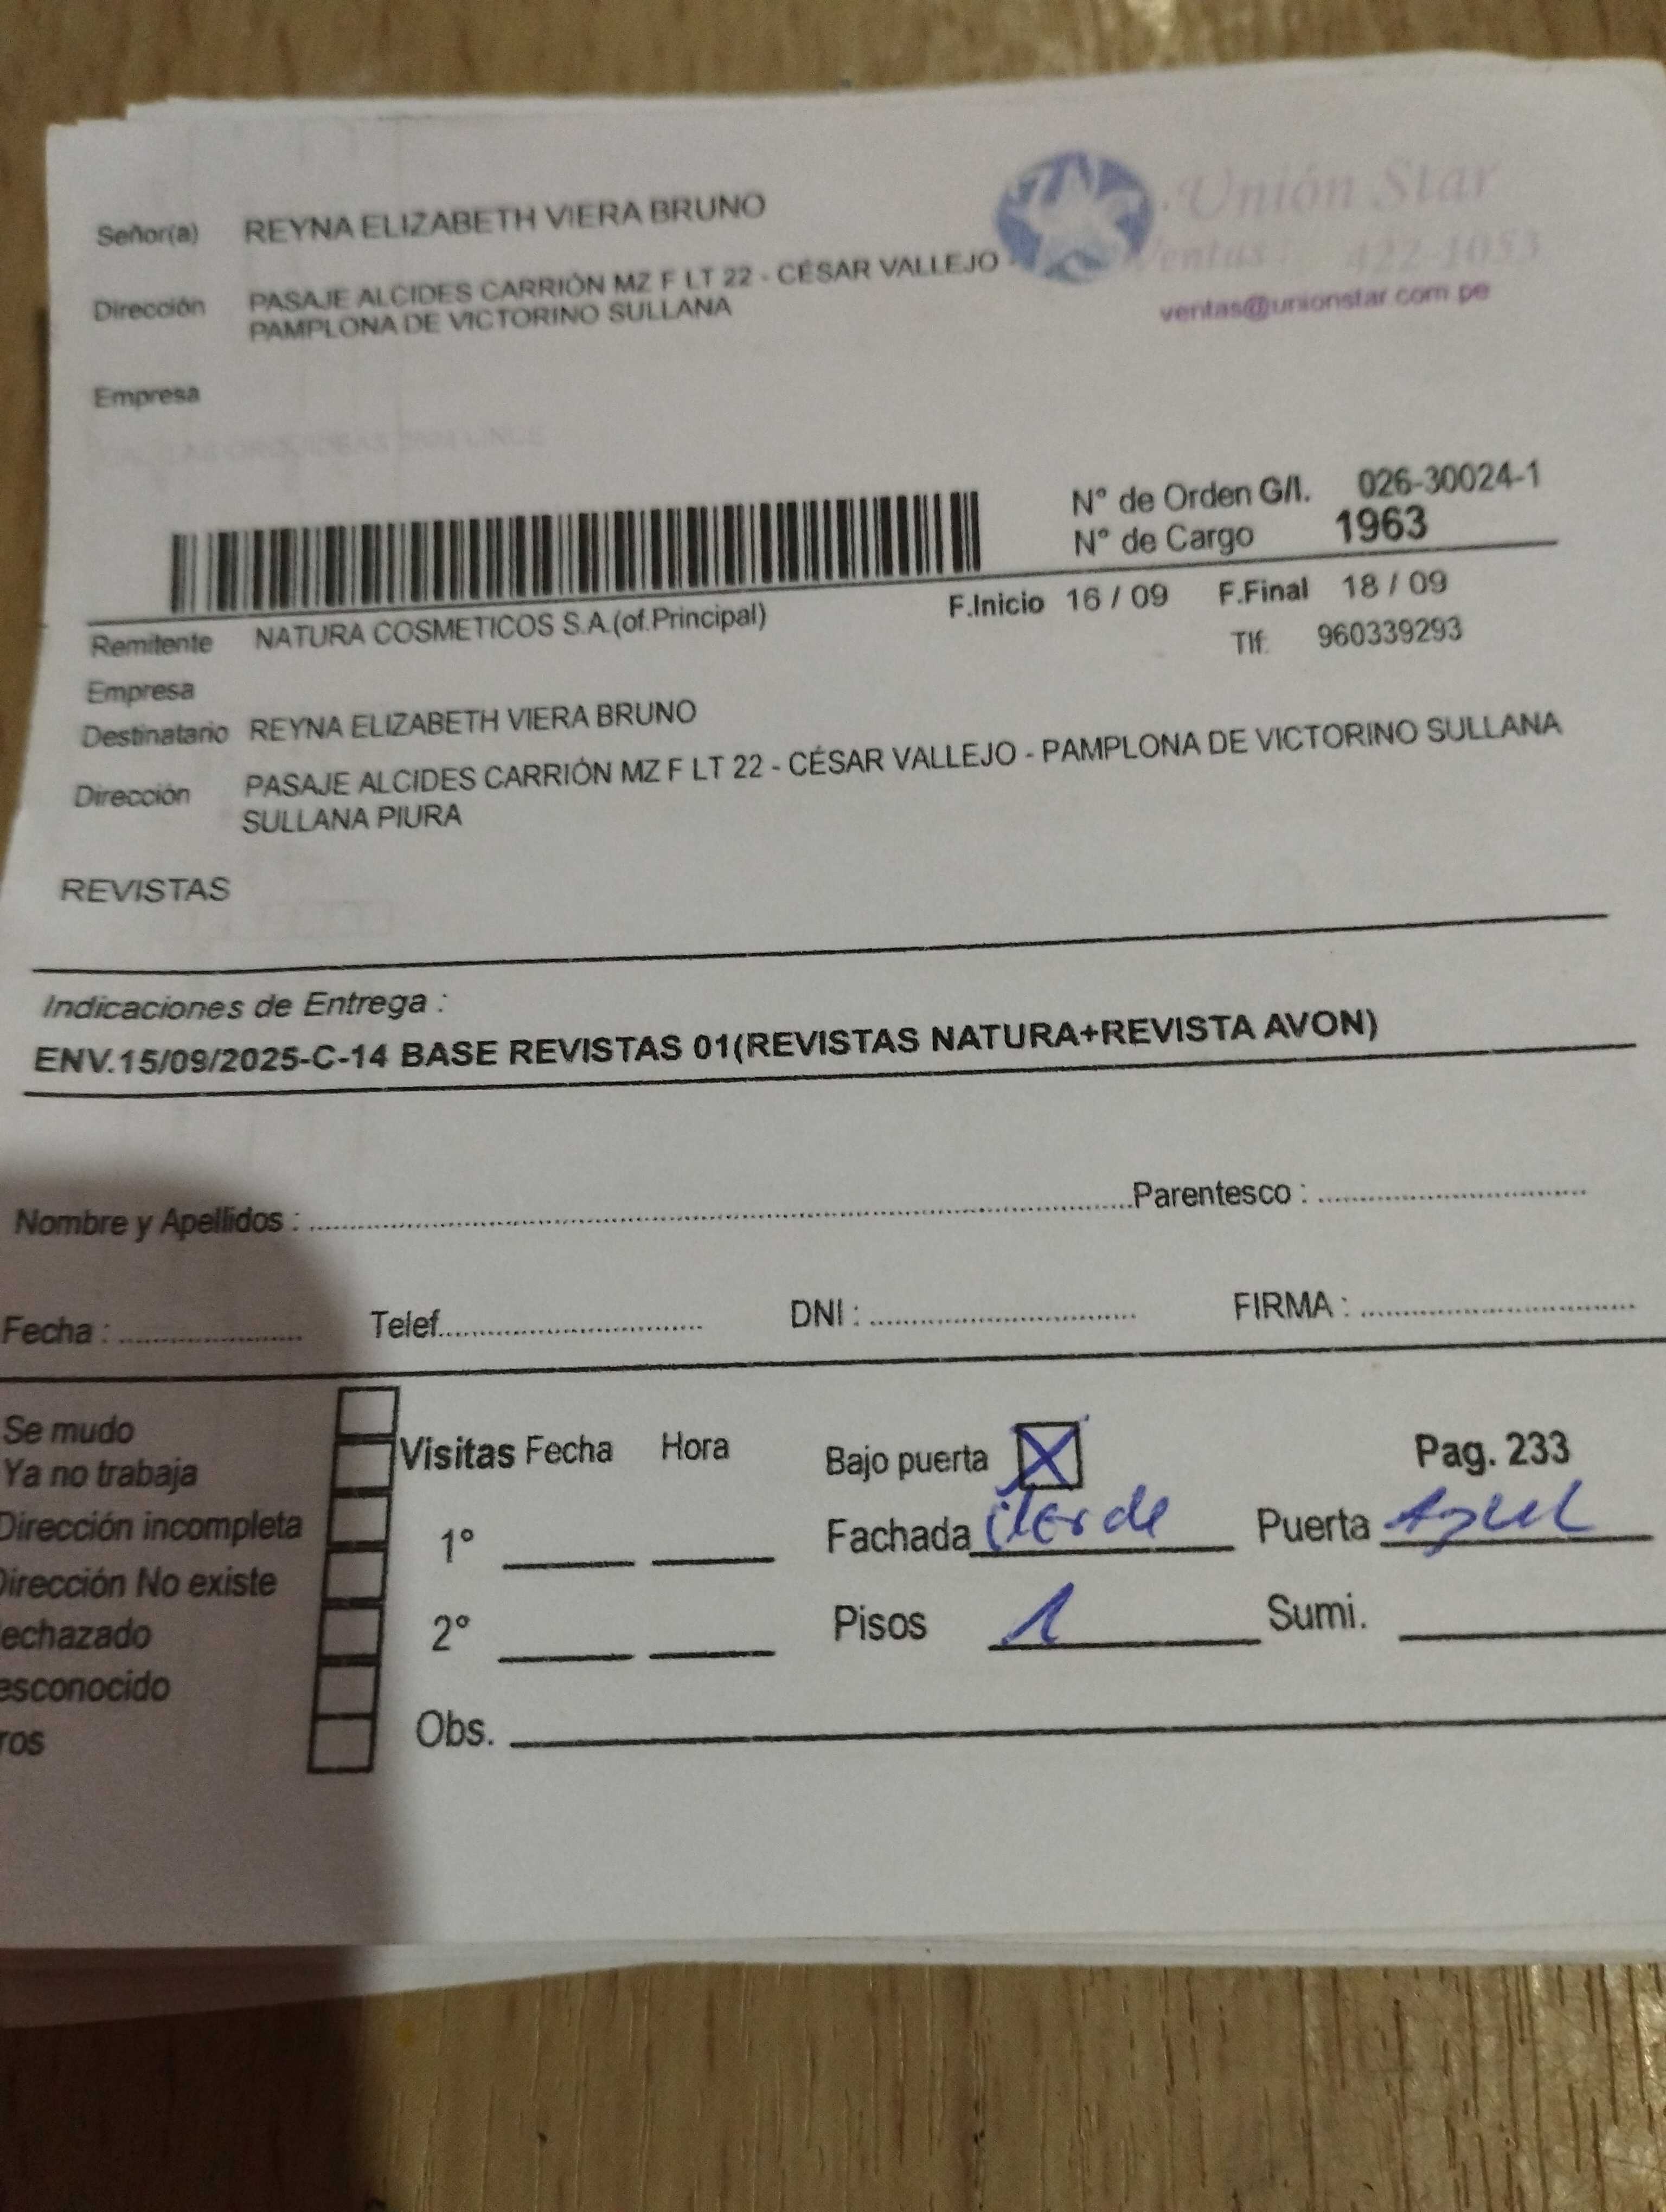 Unión Star
Señor(a) REYNA ELIZABETH VIERA BRUNO
Ventas: 422-1053
Dirección PASAJE ALCIDES CARRIÓN MZ F LT 22 - CÉSAR VALLEJO -
PAMPLONA DE VICTORINO SULLANA
ventas@unionstar.com.pe
Empresa
N° de Orden G/I. 026-30024-1
N° de Cargo 1963
F.Inicio 16 / 09 F.Final 18 / 09
Remitente NATURA COSMETICOS S.A.(of.Principal)
Tlf: 960339293
Empresa
Destinatario REYNA ELIZABETH VIERA BRUNO
Dirección PASAJE ALCIDES CARRIÓN MZ F LT 22 - CÉSAR VALLEJO - PAMPLONA DE VICTORINO SULLANA
SULLANA PIURA
REVISTAS
Indicaciones de Entrega :
ENV.15/09/2025-C-14 BASE REVISTAS 01(REVISTAS NATURA+REVISTA AVON)
Nombre y Apellidos : Parentesco :
Fecha : Telef. DNI : FIRMA :
Se mudo
Ya no trabaja
Dirección incompleta
Dirección No existe
echazado
esconocido
ros
Visitas Fecha Hora
1°
2°
Obs.
Bajo puerta X Pag. 233
Fachada Verde Puerta Azul
Pisos 1 Sumi.